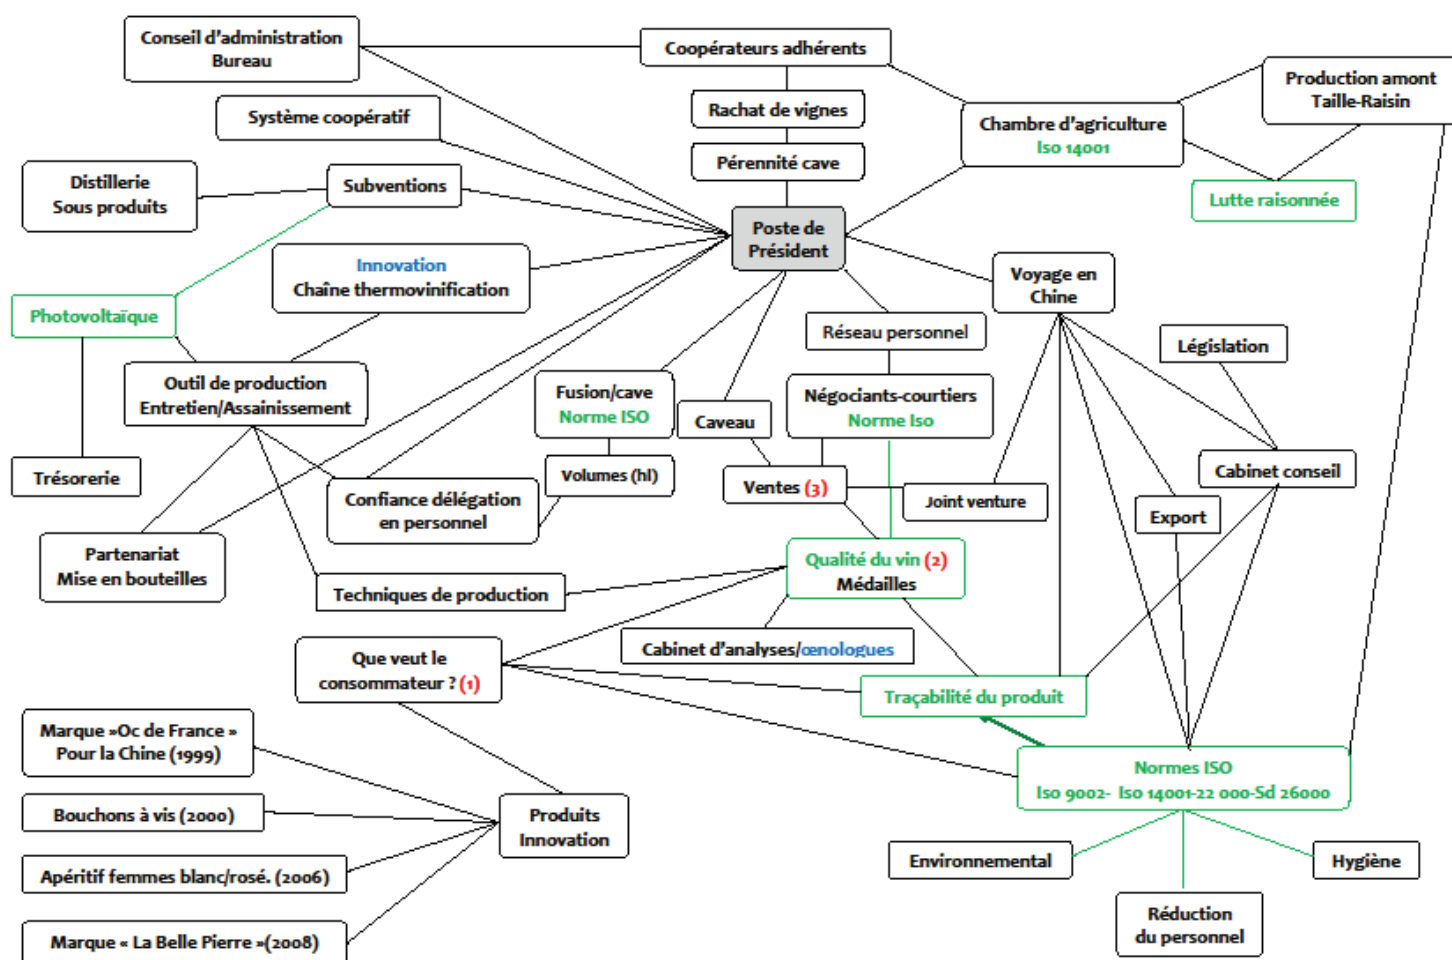 Conseil d'administration
Bureau
Coopérateurs adhérents
Production amont
Taille-Raisin
Système coopératif
Rachat de vignes
Chambre d'agriculture
Iso 14001
Pérennité cave
Distillerie
Sous produits
Subventions
Lutte raisonnée
Poste de
Président
Innovation
Chaîne thermovinification
Voyage en
Chine
Photovoltaïque
Réseau personnel
Législation
Outil de production
Entretien/Assainissement
Fusion/cave
Norme ISO
Caveau
Négociants-courtiers
Norme Iso
Trésorerie
Volumes (hl)
Ventes (3)
Cabinet conseil
Confiance délégation
en personnel
Joint venture
Export
Partenariat
Mise en bouteilles
Qualité du vin (2)
Médailles
Techniques de production
Cabinet d'analyses/œnologues
Que veut le
consommateur ? (1)
Traçabilité du produit
Marque »Oc de France »
Pour la Chine (1999)
Normes ISO
Iso 9002- Iso 14001-22 000-Sd 26000
Bouchons à vis (2000)
Produits
Innovation
Environnemental
Hygiène
Apéritif femmes blanc/rosé. (2006)
Réduction
du personnel
Marque « La Belle Pierre »(2008)